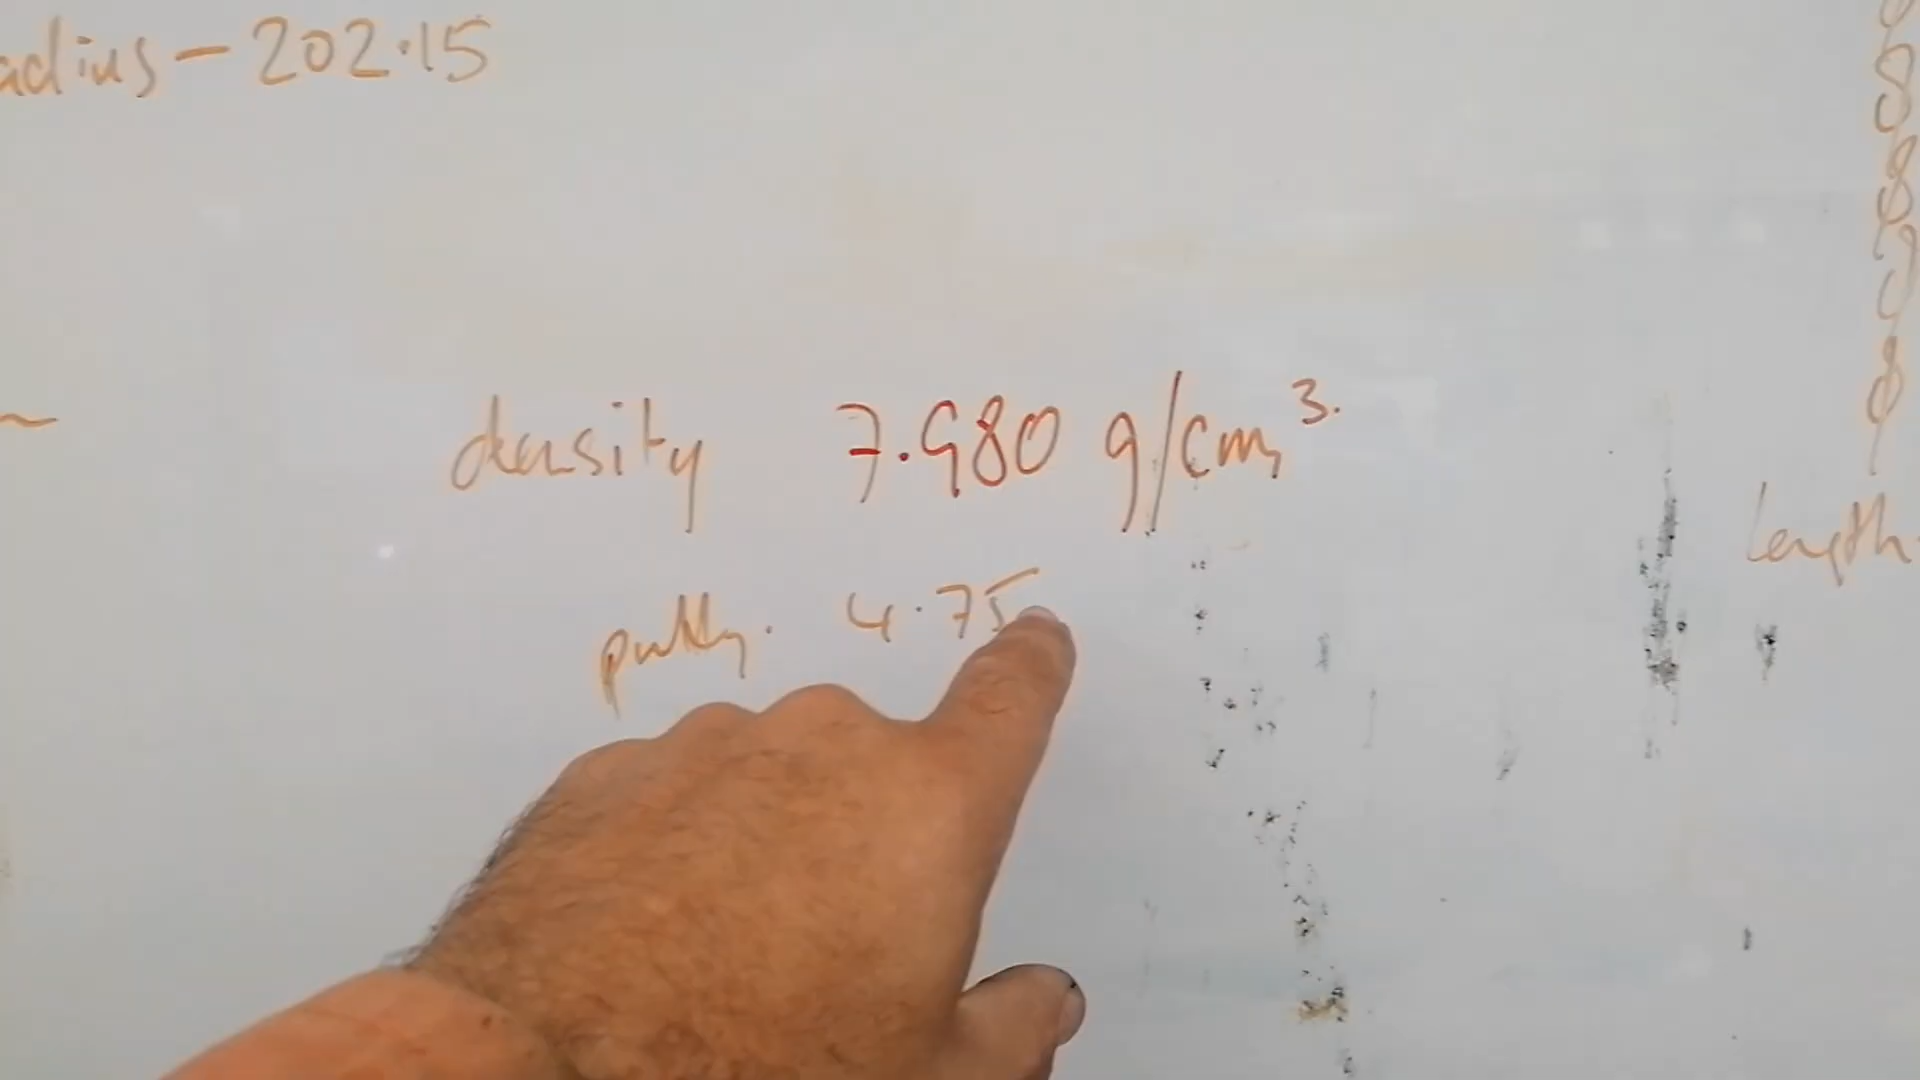 adius - 202.15
density 7.980 g/cm³.
putty. 4.75
length